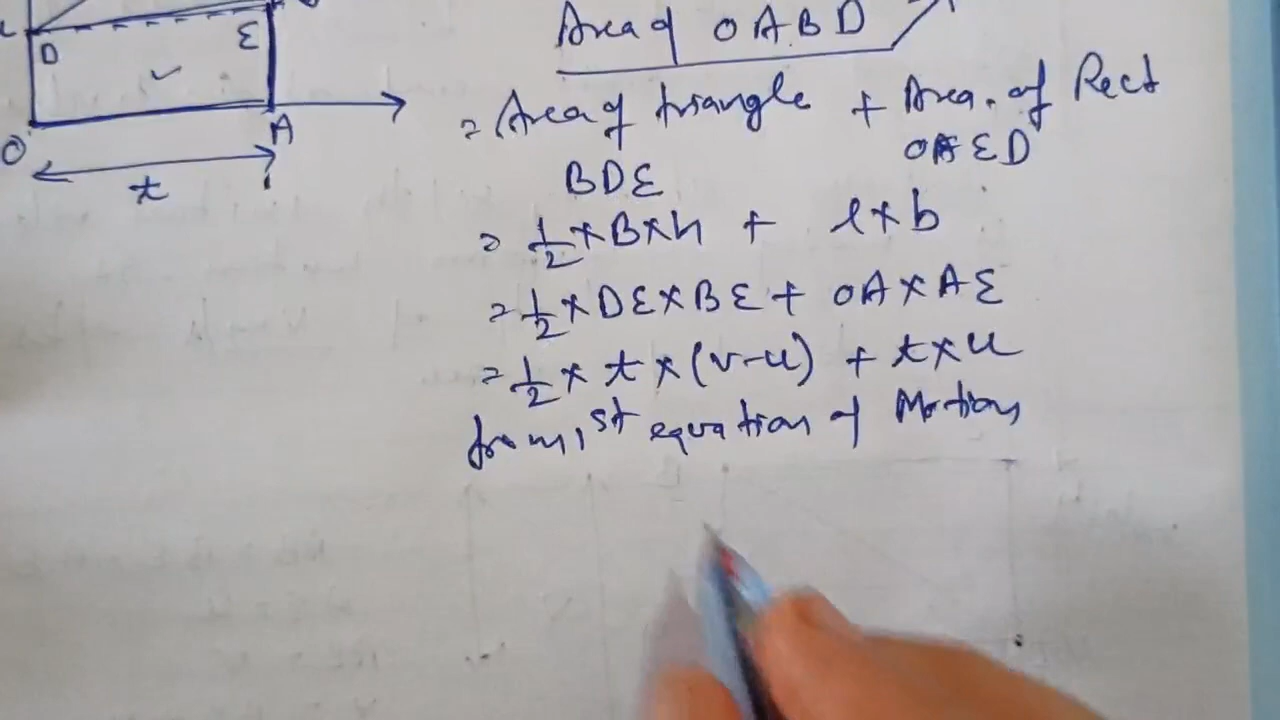 D
E
O
A
t
Area of OABD
= Area of triangle + Area. of Rect
BDE OAED
= 1/2 × B × h + l × b
= 1/2 × DE × BE + OA × AE
= 1/2 × t × (v-u) + t × u
from 1st equation of Motion